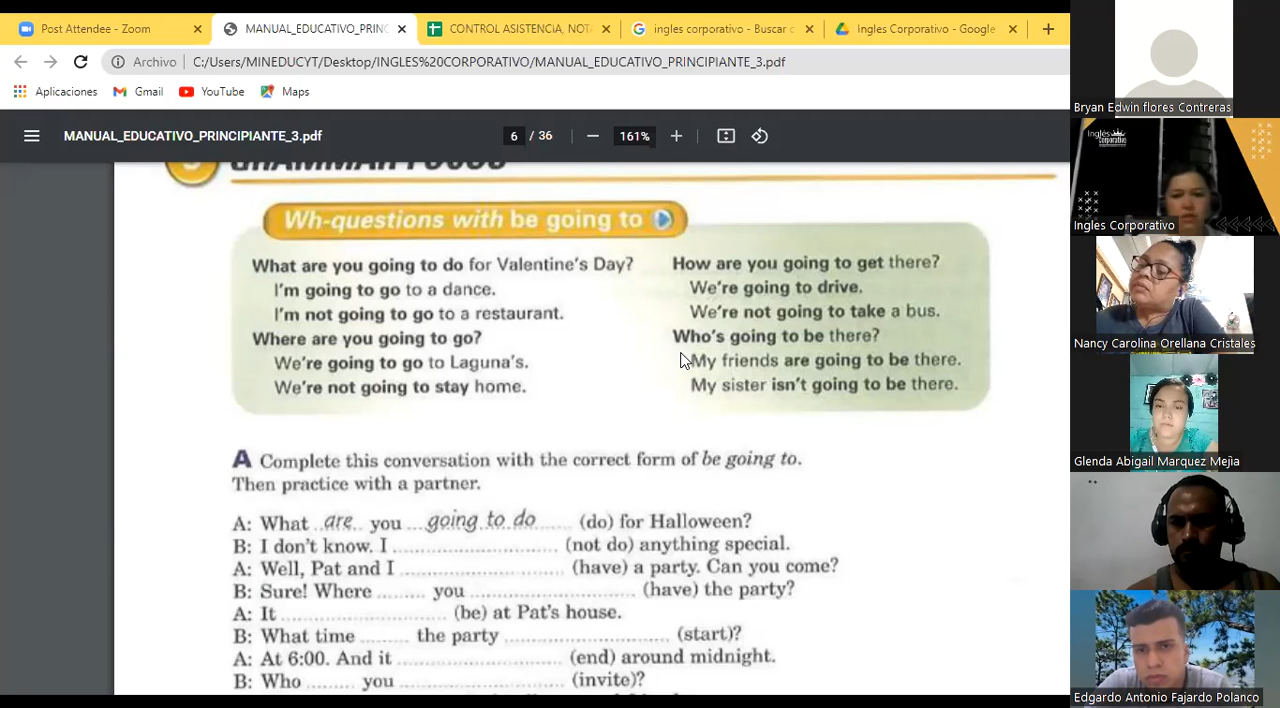 Post Attendee - Zoom
MANUAL_EDUCATIVO_PRINC
CONTROL ASISTENCIA, NOT
ingles corporativo - Buscar c
Ingles Corporativo - Google
Archivo C:/Users/MINEDUCYT/Desktop/INGLES%20CORPORATIVO/MANUAL_EDUCATIVO_PRINCIPIANTE_3.pdf
Aplicaciones Gmail YouTube Maps
MANUAL_EDUCATIVO_PRINCIPIANTE_3.pdf 6 / 36 161%
Wh-questions with be going to
What are you going to do for Valentine's Day?
I'm going to go to a dance.
I'm not going to go to a restaurant.
Where are you going to go?
We're going to go to Laguna's.
We're not going to stay home.
How are you going to get there?
We're going to drive.
We're not going to take a bus.
Who's going to be there?
My friends are going to be there.
My sister isn't going to be there.
A Complete this conversation with the correct form of be going to.
Then practice with a partner.
A: What are you going to do (do) for Halloween?
B: I don't know. I (not do) anything special.
A: Well, Pat and I (have) a party. Can you come?
B: Sure! Where you (have) the party?
A: It (be) at Pat's house.
B: What time the party (start)?
A: At 6:00. And it (end) around midnight.
B: Who you (invite)?
Bryan Edwin flores Contreras
Inglés
Corporativo
Ingles Corporativo
Nancy Carolina Orellana Cristales
Glenda Abigail Marquez Mejia
Edgardo Antonio Fajardo Polanco